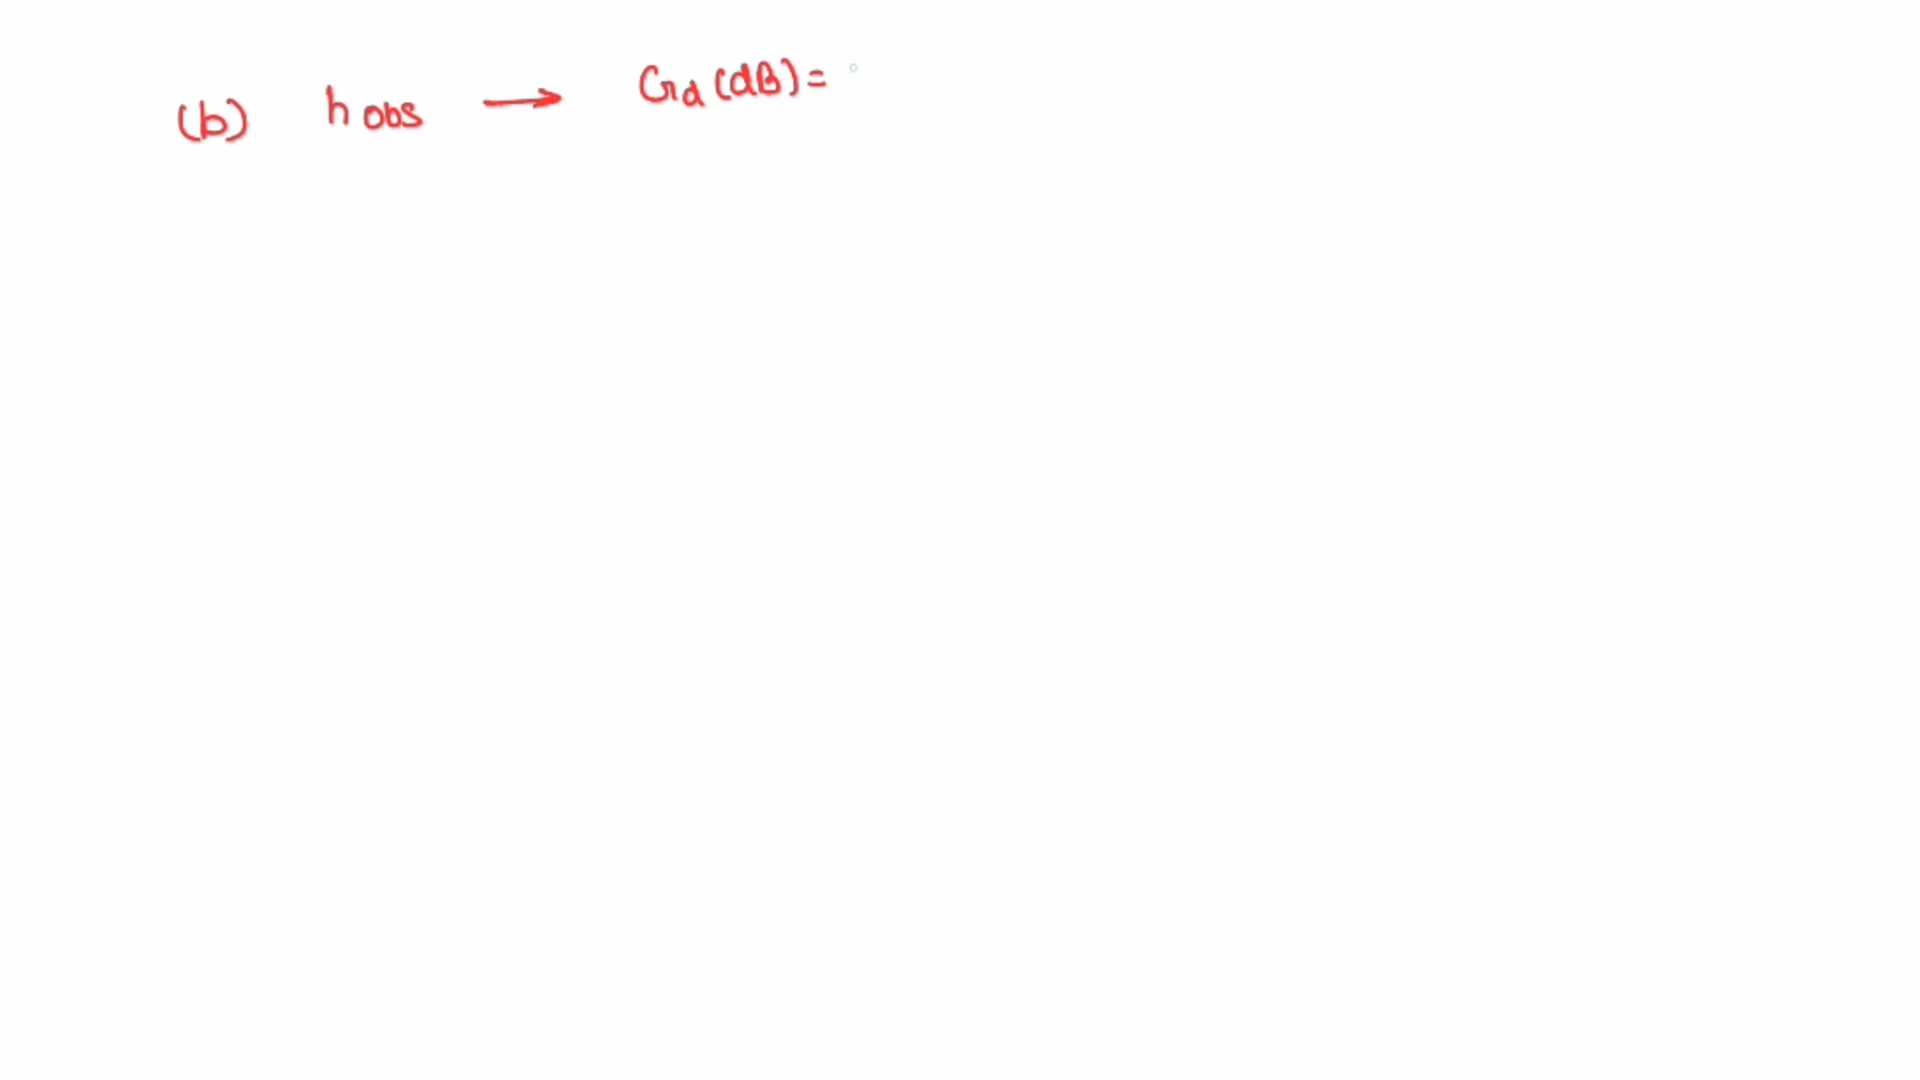 (b) h obs → Gd (dB) =